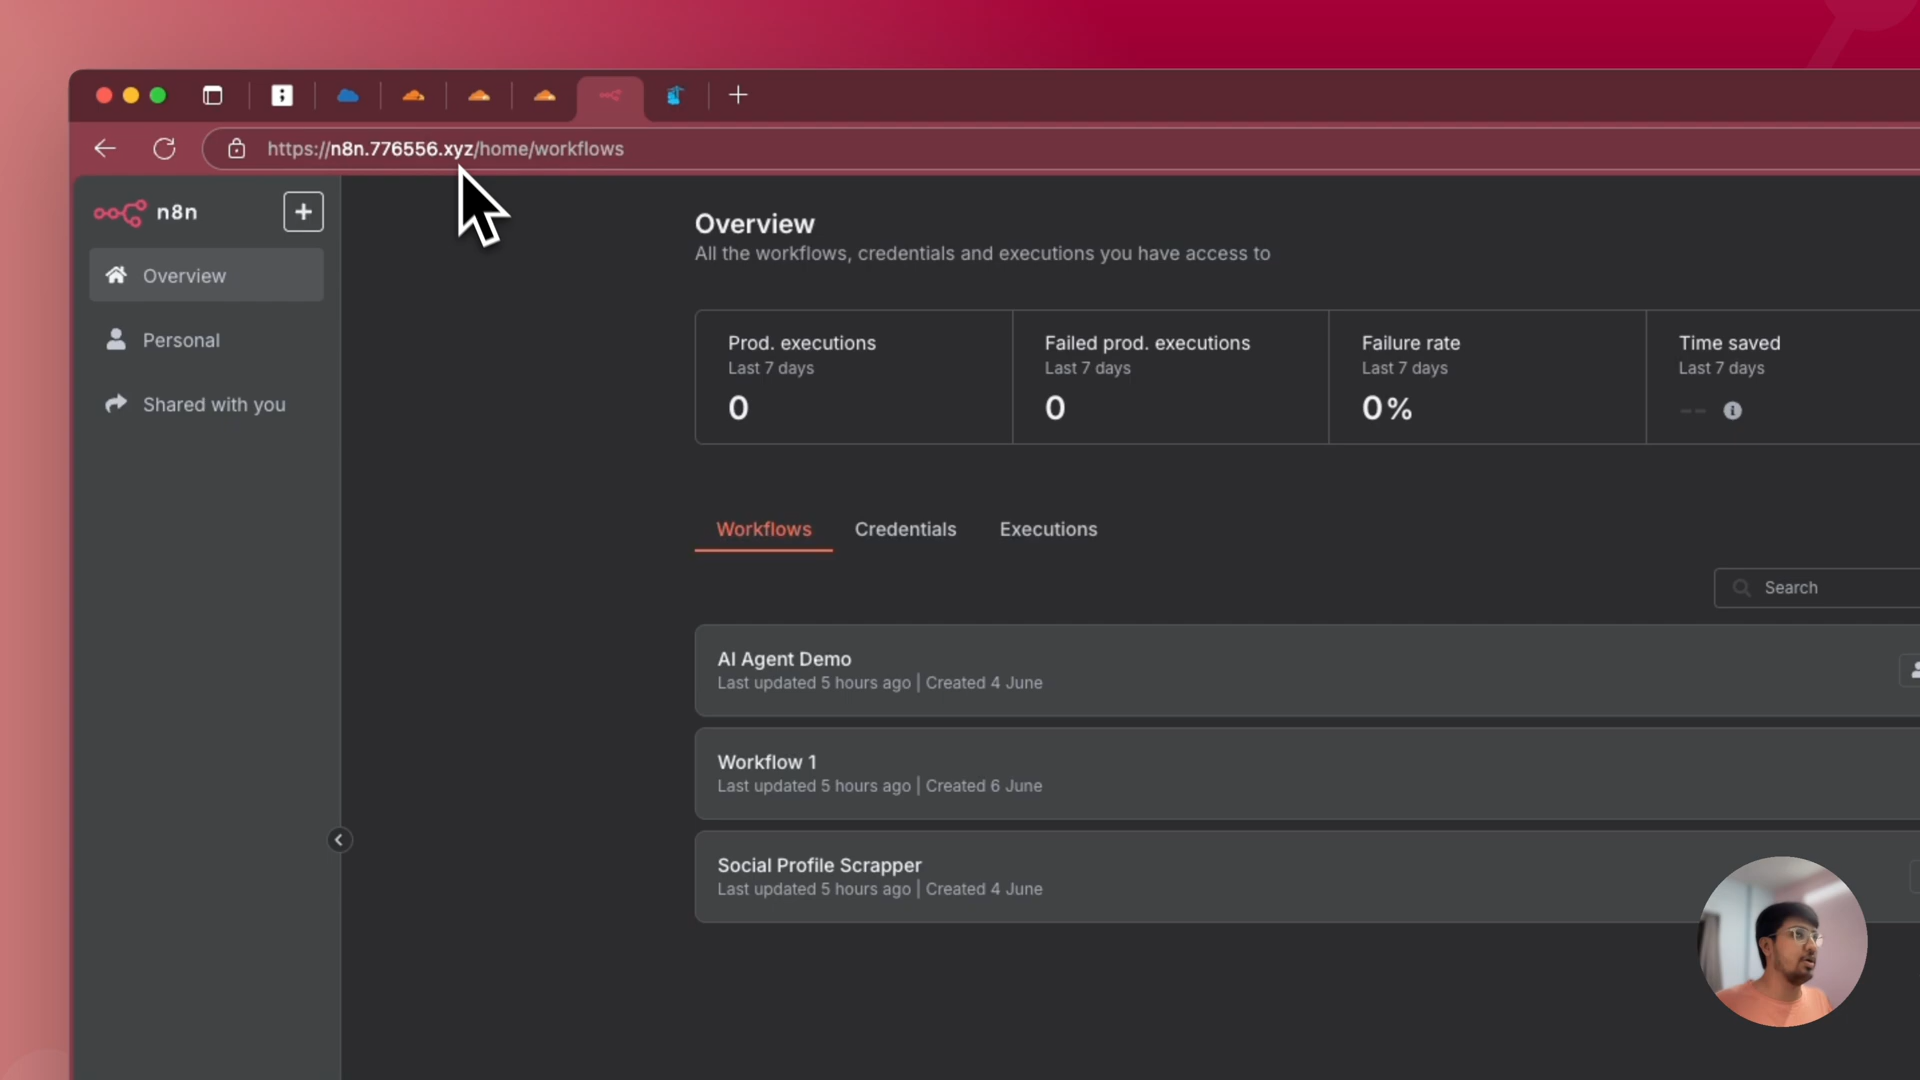 https://n8n.776556.xyz/home/workflows
n8n
Overview
Personal
Shared with you
Overview
All the workflows, credentials and executions you have access to
Prod. executions
Last 7 days
0
Failed prod. executions
Last 7 days
0
Failure rate
Last 7 days
0%
Time saved
Last 7 days
--
Workflows
Credentials
Executions
Search
AI Agent Demo
Last updated 5 hours ago | Created 4 June
Workflow 1
Last updated 5 hours ago | Created 6 June
Social Profile Scrapper
Last updated 5 hours ago | Created 4 June